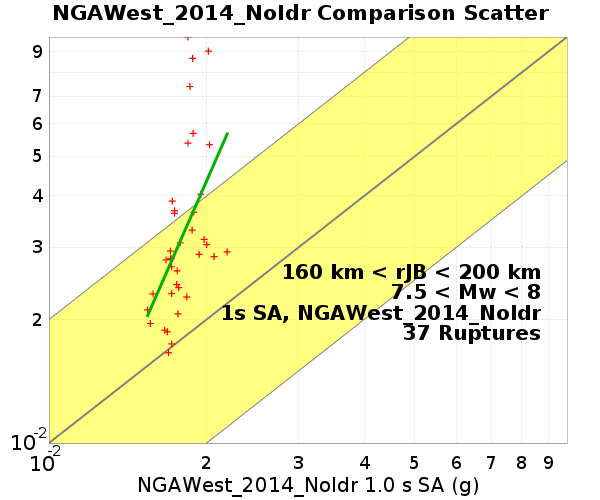 NGAWest_2014_NoIdr Comparison Scatter
9
7
6
5
4
3
2
10-2
160 km < rJB < 200 km
7.5 < Mw < 8
1s SA, NGAWest_2014_NoIdr
37 Ruptures
10-2 2 3 4 5 6 7 8 9
NGAWest_2014_NoIdr 1.0 s SA (g)